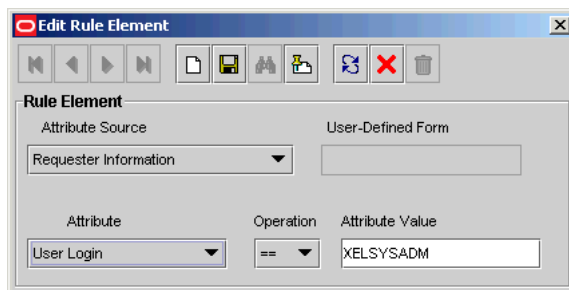 Edit Rule Element
Rule Element
Attribute Source User-Defined Form
Requester Information
Attribute Operation Attribute Value
User Login == XELSYSADM